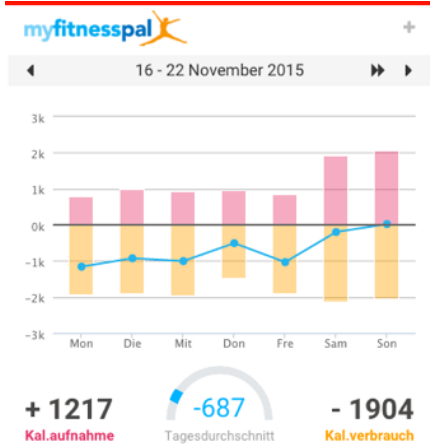 myfitnesspal
+
16 - 22 November 2015
3k
2k
1k
0k
-1k
-2k
-3k
Mon Die Mit Don Fre Sam Son
+ 1217 -687 - 1904
Kal.aufnahme Tagesdurchschnitt Kal.verbrauch